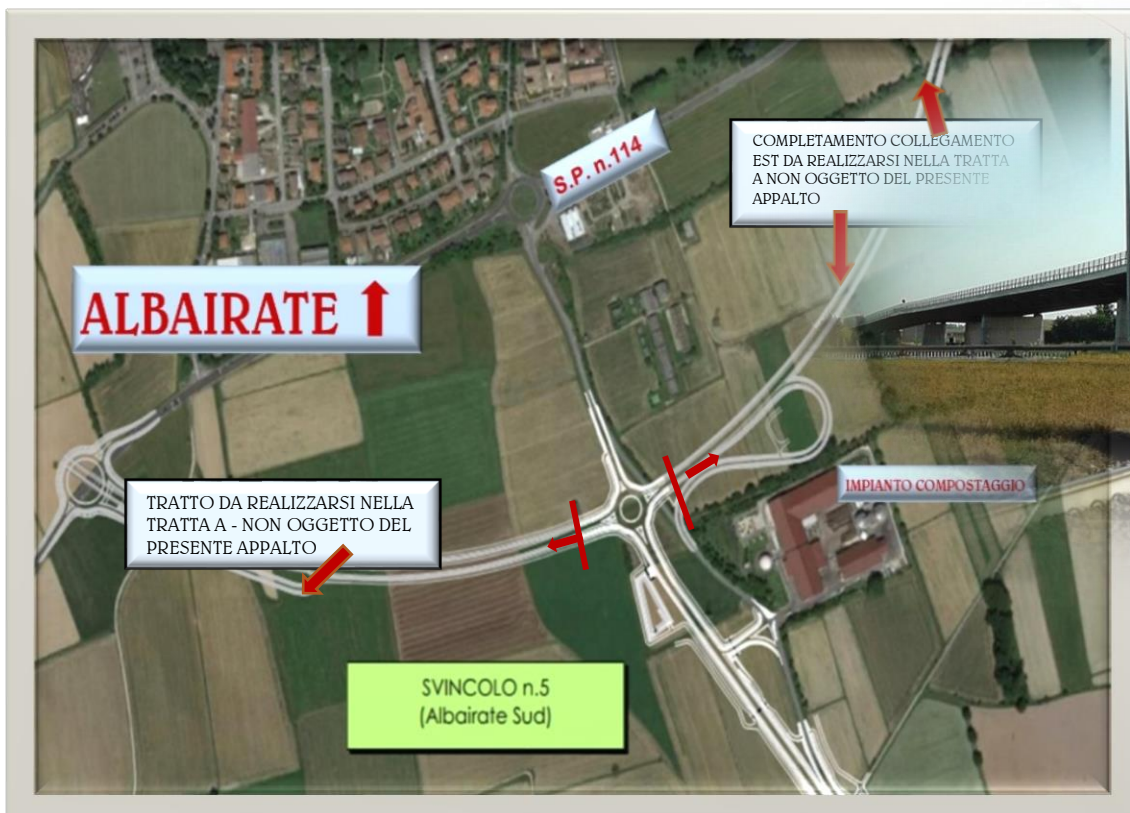 S.P. n.114
COMPLETAMENTO COLLEGAMENTO
EST DA REALIZZARSI NELLA TRATTA
A NON OGGETTO DEL PRESENTE
APPALTO
ALBAIRATE
IMPIANTO COMPOSTAGGIO
TRATTO DA REALIZZARSI NELLA
TRATTA A - NON OGGETTO DEL
PRESENTE APPALTO
SVINCOLO n.5
(Albairate Sud)